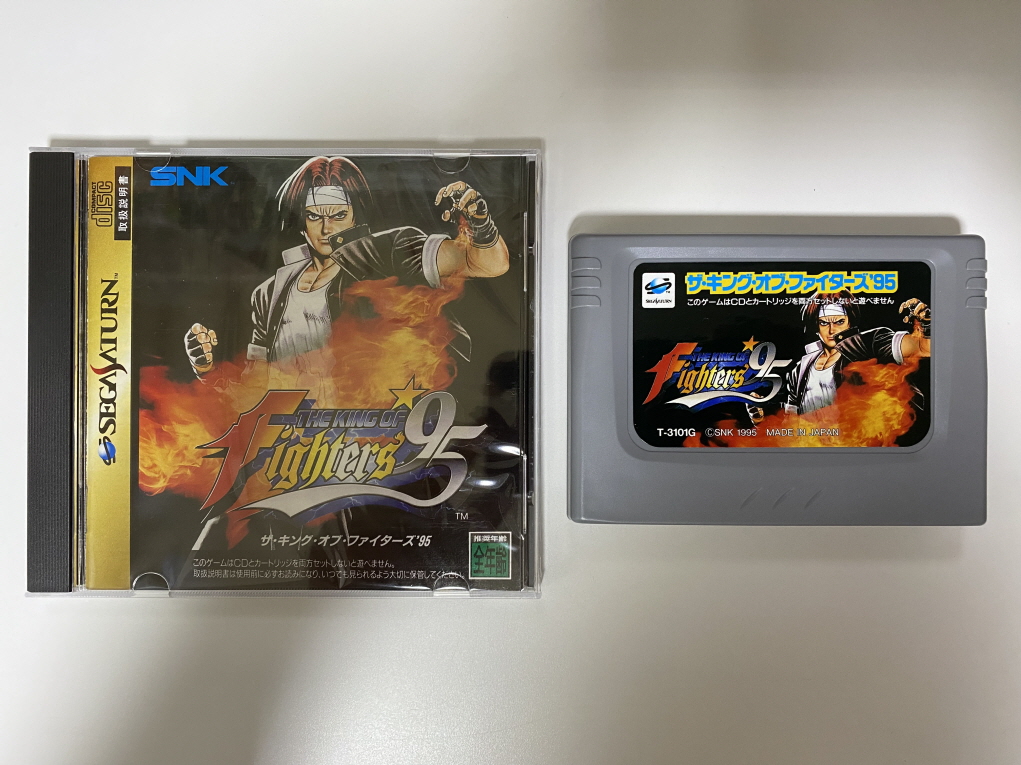 SNK
COMPACT
disc
取扱説明書
SEGA SATURN™
THE KING OF
Fighters '95
TM
ザ・キング・オブ・ファイターズ'95
このゲームはCDとカートリッジを両方セットしないと遊べません。
取扱説明書は使用前に必ずお読みになり、いつでも見られるよう大切に保管してください。
推奨年齢
全年齢
SEGA SATURN
ザ・キング・オブ・ファイターズ'95
このゲームはCDとカートリッジを両方セットしないと遊べません
THE KING OF
Fighters '95
TM
T-3101G ©SNK 1995 MADE IN JAPAN